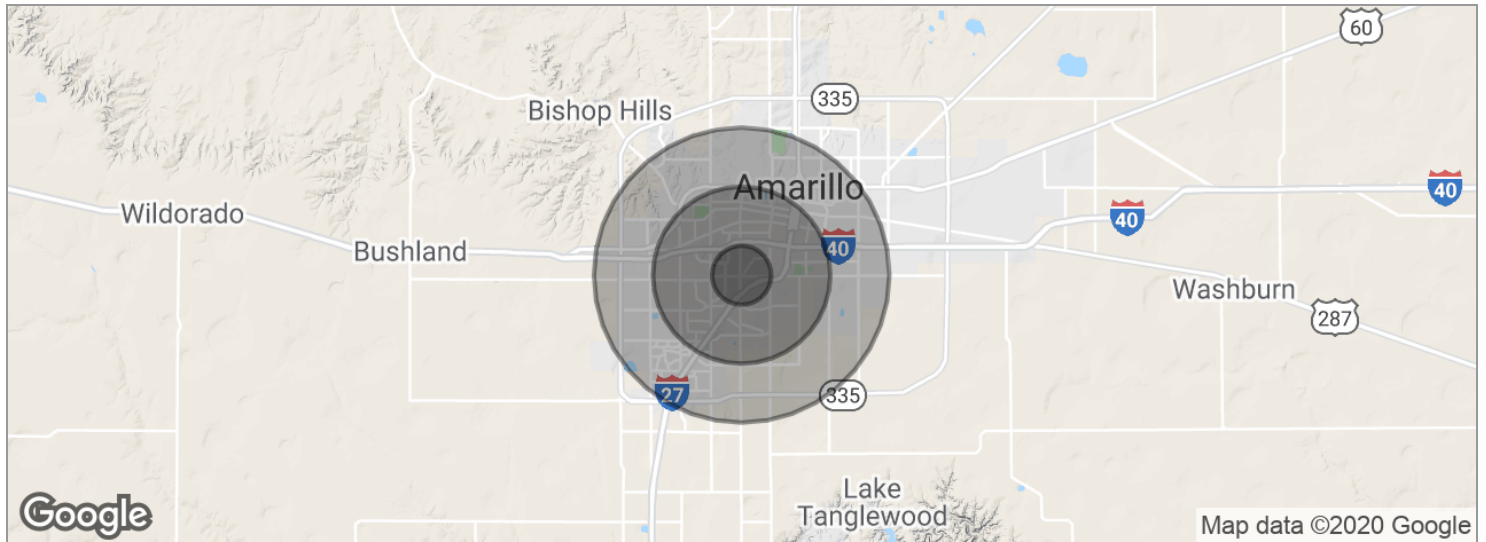 60
335
Bishop Hills
Amarillo
40
40
Wildorado
40
Bushland
Washburn
287
27
335
Lake
Tanglewood
Google
Map data ©2020 Google